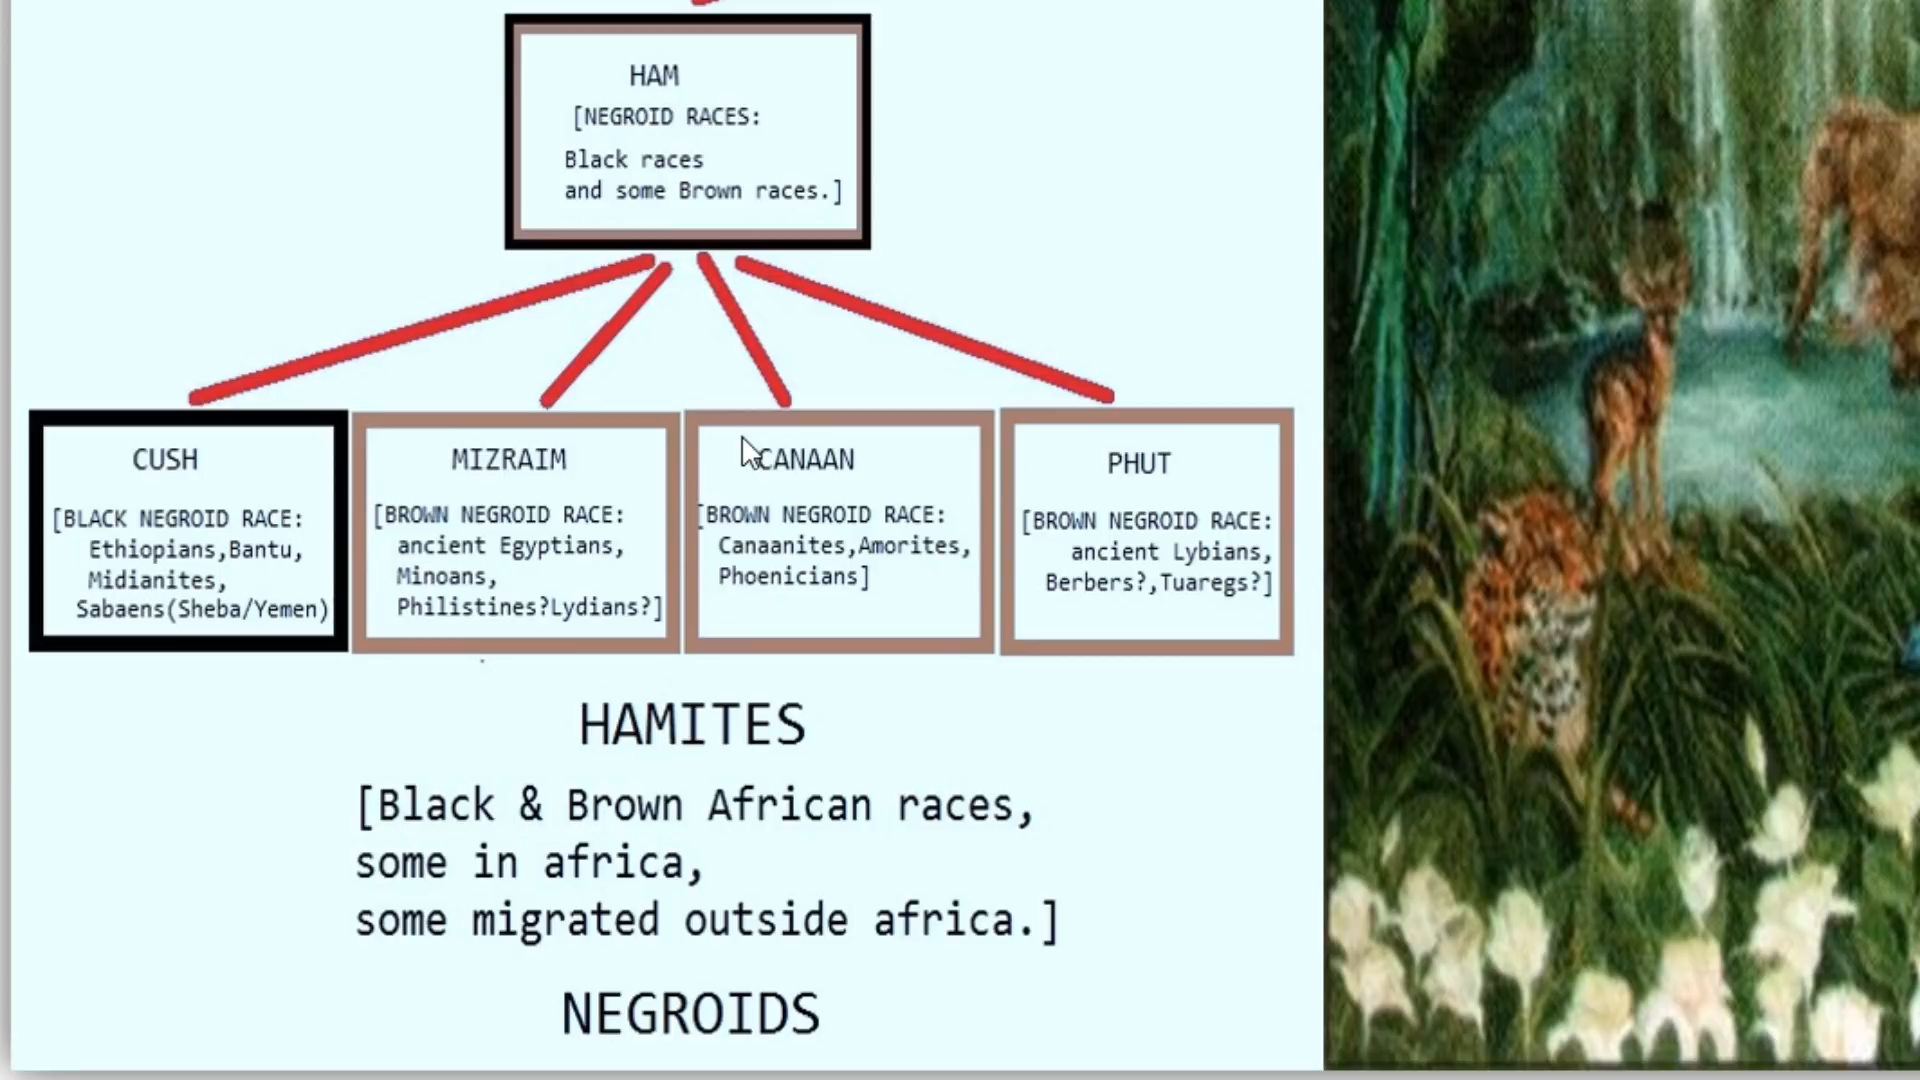 HAM
[NEGROID RACES:
Black races
and some Brown races.]
CUSH
[BLACK NEGROID RACE:
Ethiopians,Bantu,
Midianites,
Sabaens(Sheba/Yemen)
MIZRAIM
[BROWN NEGROID RACE:
ancient Egyptians,
Minoans,
Philistines?Lydians?]
CANAAN
[BROWN NEGROID RACE:
Canaanites,Amorites,
Phoenicians]
PHUT
[BROWN NEGROID RACE:
ancient Lybians,
Berbers?,Tuaregs?]
HAMITES
[Black & Brown African races,
some in africa,
some migrated outside africa.]
NEGROIDS